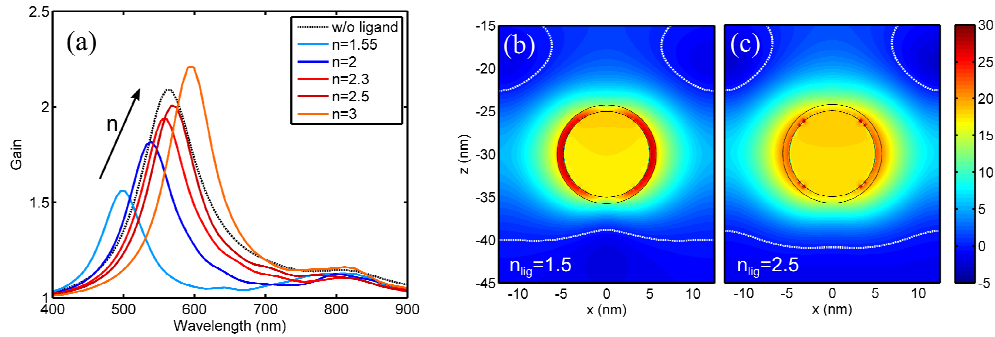 (a)
w/o ligand
n=1.55
n=2
n=2.3
n=2.5
n=3
n
Gain
2.5
2
1.5
1
400 500 600 700 800 900
Wavelength (nm)
(b)
z (nm)
-15
-20
-25
-30
-35
-40
-45
nlig=1.5
-10 -5 0 5 10
x (nm)
(c)
nlig=2.5
-10 -5 0 5 10
x (nm)
30
25
20
15
10
5
0
-5